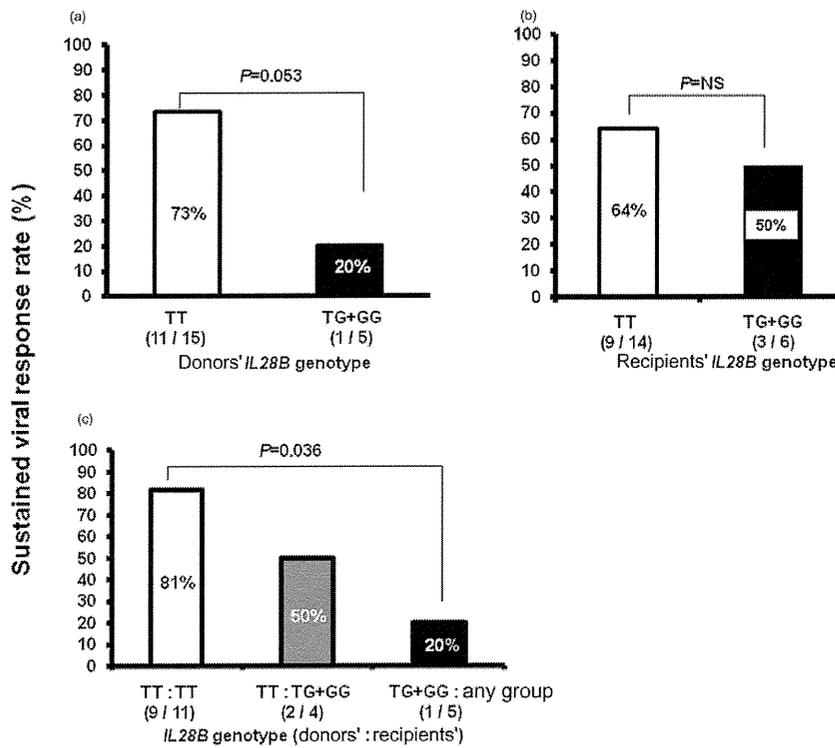 Sustained viral response rate (%)
(a)
100
90
80
70
60
50
40
30
20
10
0
P=0.053
73%
20%
TT
TG+GG
(11 / 15)
(1 / 5)
Donors' IL28B genotype
(b)
100
90
80
70
60
50
40
30
20
10
0
P=NS
64%
50%
TT
TG+GG
(9 / 14)
(3 / 6)
Recipients' IL28B genotype
(c)
100
90
80
70
60
50
40
30
20
10
0
P=0.036
81%
50%
20%
TT : TT
TT : TG+GG
TG+GG : any group
(9 / 11)
(2 / 4)
(1 / 5)
IL28B genotype (donors' : recipients')